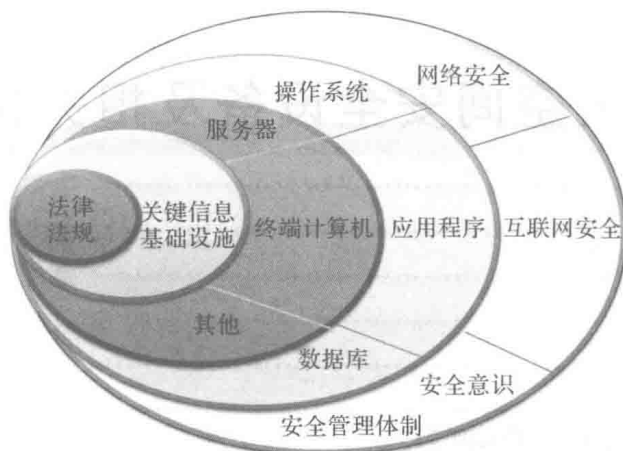 网络安全
操作系统
服务器
法律
法规
关键信息
基础设施
终端计算机
应用程序
互联网安全
其他
数据库
安全意识
安全管理体制